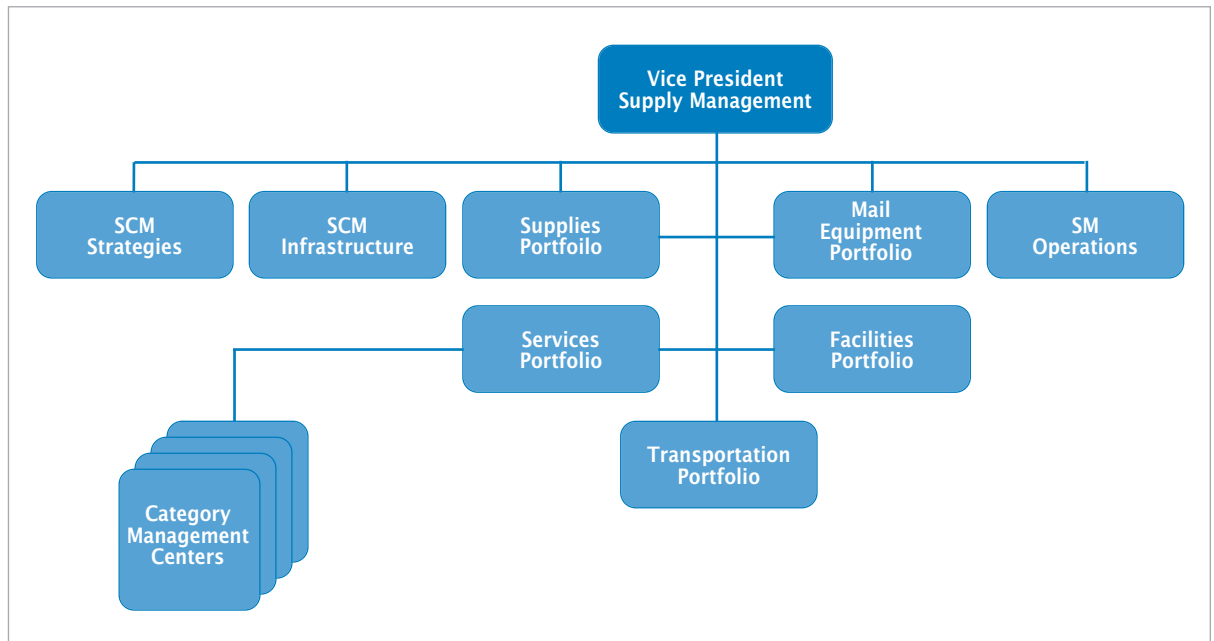 Vice President
Supply Management
SCM
Strategies
SCM
Infrastructure
Supplies
Portfoilo
Mail
Equipment
Portfolio
SM
Operations
Services
Portfolio
Facilities
Portfolio
Transportation
Portfolio
Category
Management
Centers